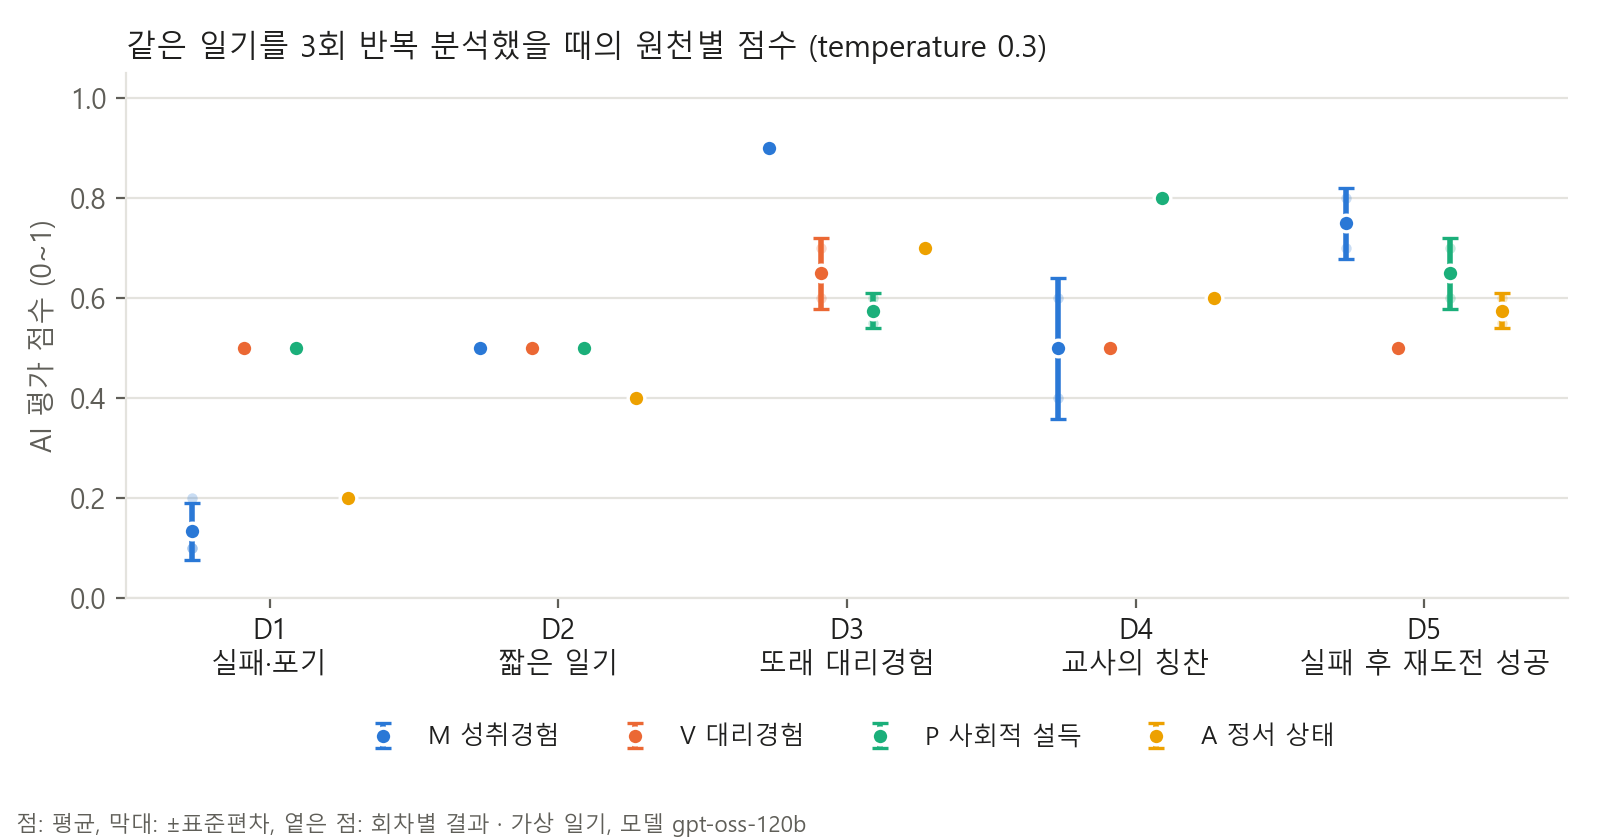 같은 일기를 3회 반복 분석했을 때의 원천별 점수 (temperature 0.3)
AI 평가 점수 (0~1)
1.0
0.8
0.6
0.4
0.2
0.0
D1
실패·포기
D2
짧은 일기
D3
또래 대리경험
D4
교사의 칭찬
D5
실패 후 재도전 성공
M 성취경험
V 대리경험
P 사회적 설득
A 정서 상태
점: 평균, 막대: ±표준편차, 옅은 점: 회차별 결과 · 가상 일기, 모델 gpt-oss-120b